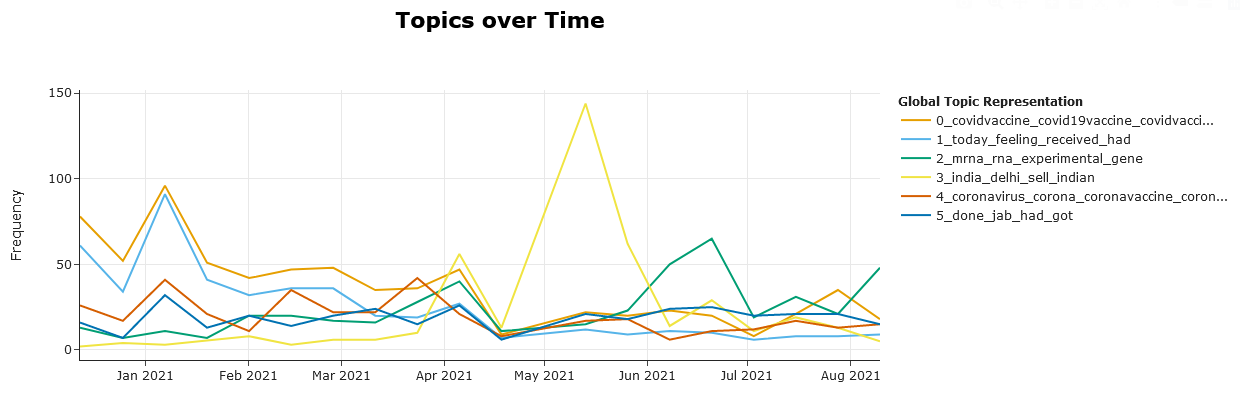 Topics over Time
150
100
50
0
Frequency
Jan 2021
Feb 2021
Mar 2021
Apr 2021
May 2021
Jun 2021
Jul 2021
Aug 2021
Global Topic Representation
0_covidvaccine_covid19vaccine_covidvacci...
1_today_feeling_received_had
2_mrna_rna_experimental_gene
3_india_delhi_sell_indian
4_coronavirus_corona_coronavaccine_coron...
5_done_jab_had_got